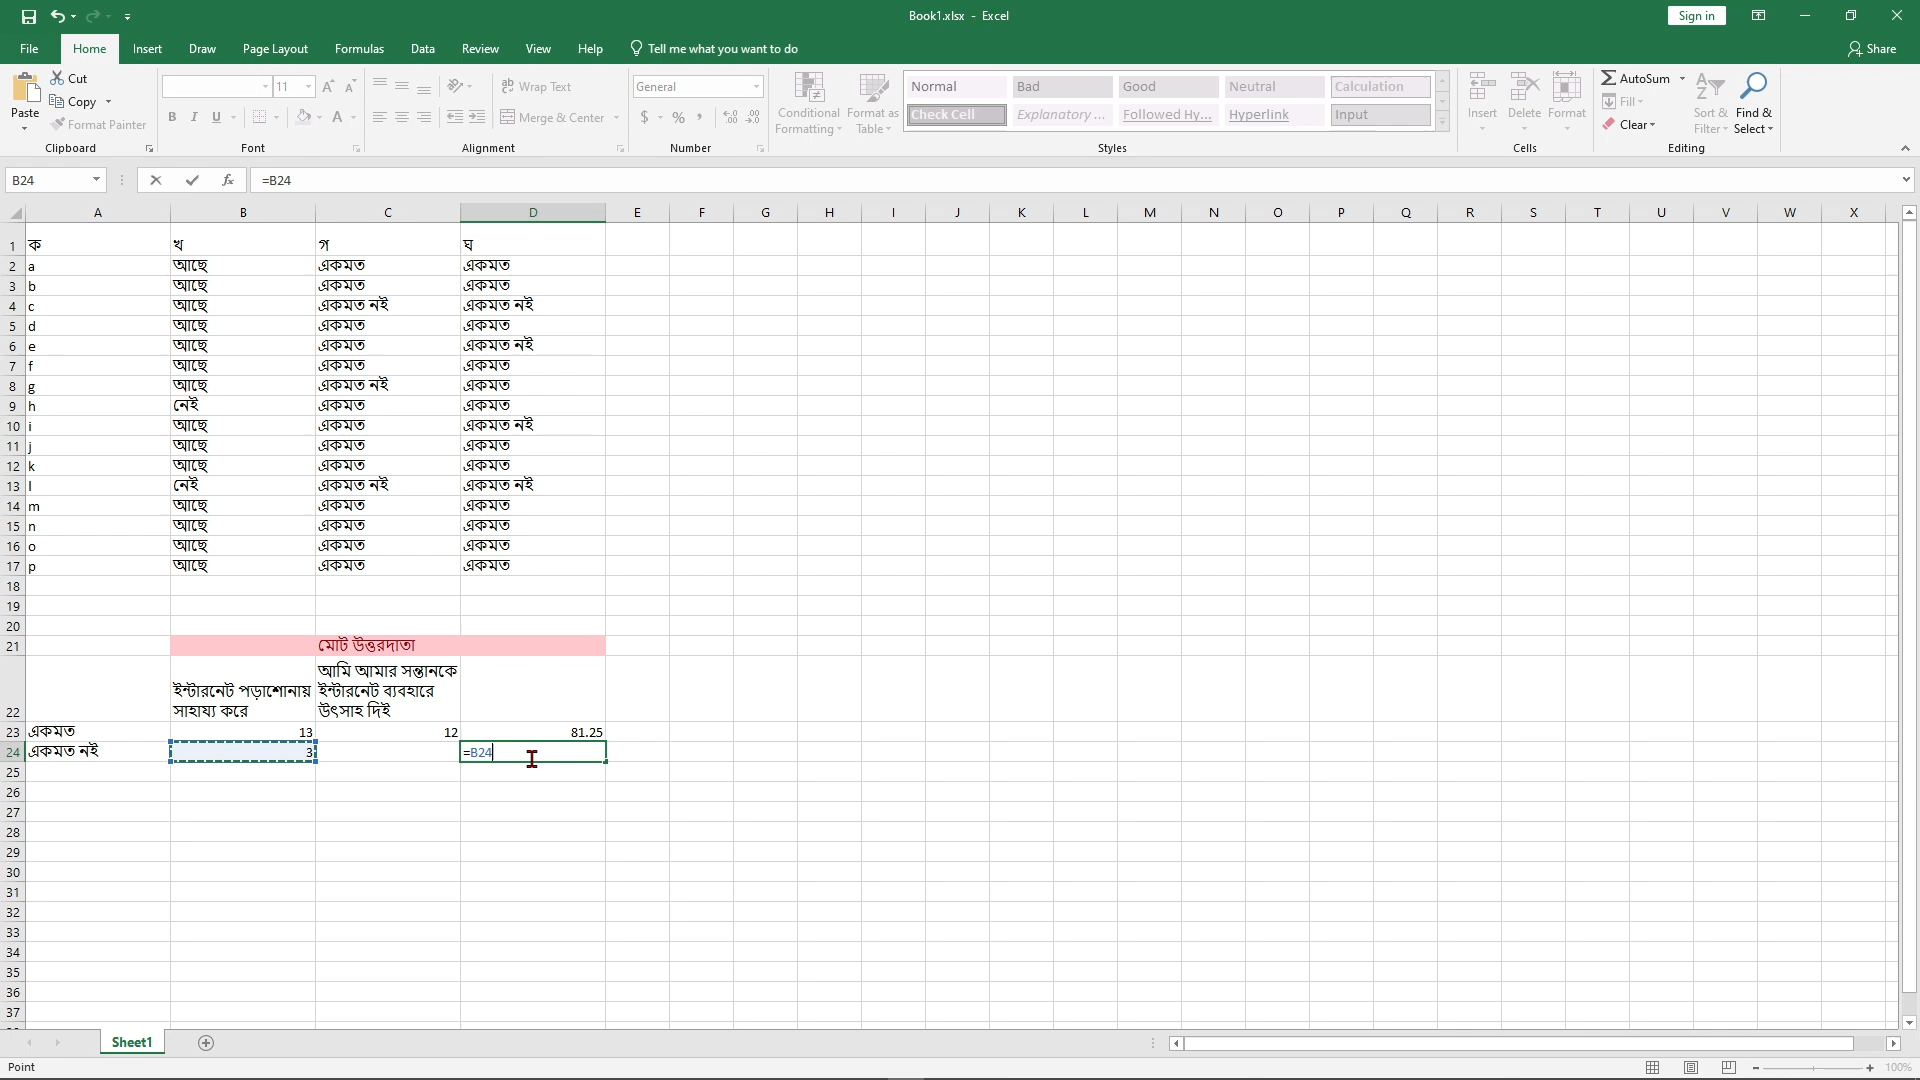 Book1.xlsx - Excel
Sign in
File Home Insert Draw Page Layout Formulas Data Review View Help Tell me what you want to do Share
Cut
Copy
Format Painter
Paste
Clipboard
11
B I U A
Font
Wrap Text
Merge & Center
Alignment
General
$ %
Number
Conditional Formatting
Format as Table
Normal Bad Good Neutral Calculation
Check Cell Explanatory ... Followed Hy... Hyperlink Input
Styles
Insert Delete Format
Cells
AutoSum
Fill
Clear
Sort & Filter
Find & Select
Editing
B24 fx =B24
A B C D E F G H I J K L M N O P Q R S T U V W X
1 ক খ গ ঘ
2 a আছে একমত একমত
3 b আছে একমত একমত
4 c আছে একমত নই একমত নই
5 d আছে একমত একমত
6 e আছে একমত একমত নই
7 f আছে একমত একমত
8 g আছে একমত নই একমত
9 h নেই একমত একমত
10 i আছে একমত একমত নই
11 j আছে একমত একমত
12 k আছে একমত একমত
13 l নেই একমত নই একমত নই
14 m আছে একমত একমত
15 n আছে একমত একমত
16 o আছে একমত একমত
17 p আছে একমত একমত
18
19
20
21 মোট উত্তরদাতা
22 ইন্টারনেট পড়াশোনায় সাহায্য করে আমি আমার সন্তানকে ইন্টারনেট ব্যবহারে উৎসাহ দিই
23 একমত 13 12 81.25
24 একমত নই 3 =B24
25
26
27
28
29
30
31
32
33
34
35
36
37
Sheet1
Point 100%